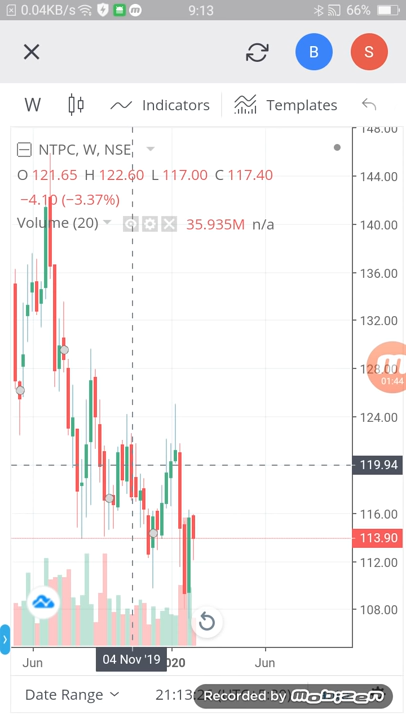 0.04KB/s 9:13 66%
B S
W Indicators Templates
NTPC, W, NSE
O 121.65 H 122.60 L 117.00 C 117.40
−4.10 (−3.37%)
Volume (20) 35.935M n/a
148.00
144.00
140.00
136.00
132.00
128.00
01:44
124.00
119.94
116.00
113.90
112.00
108.00
Jun 04 Nov '19 2020 Jun
Date Range 21:13:2
Recorded by mobizen